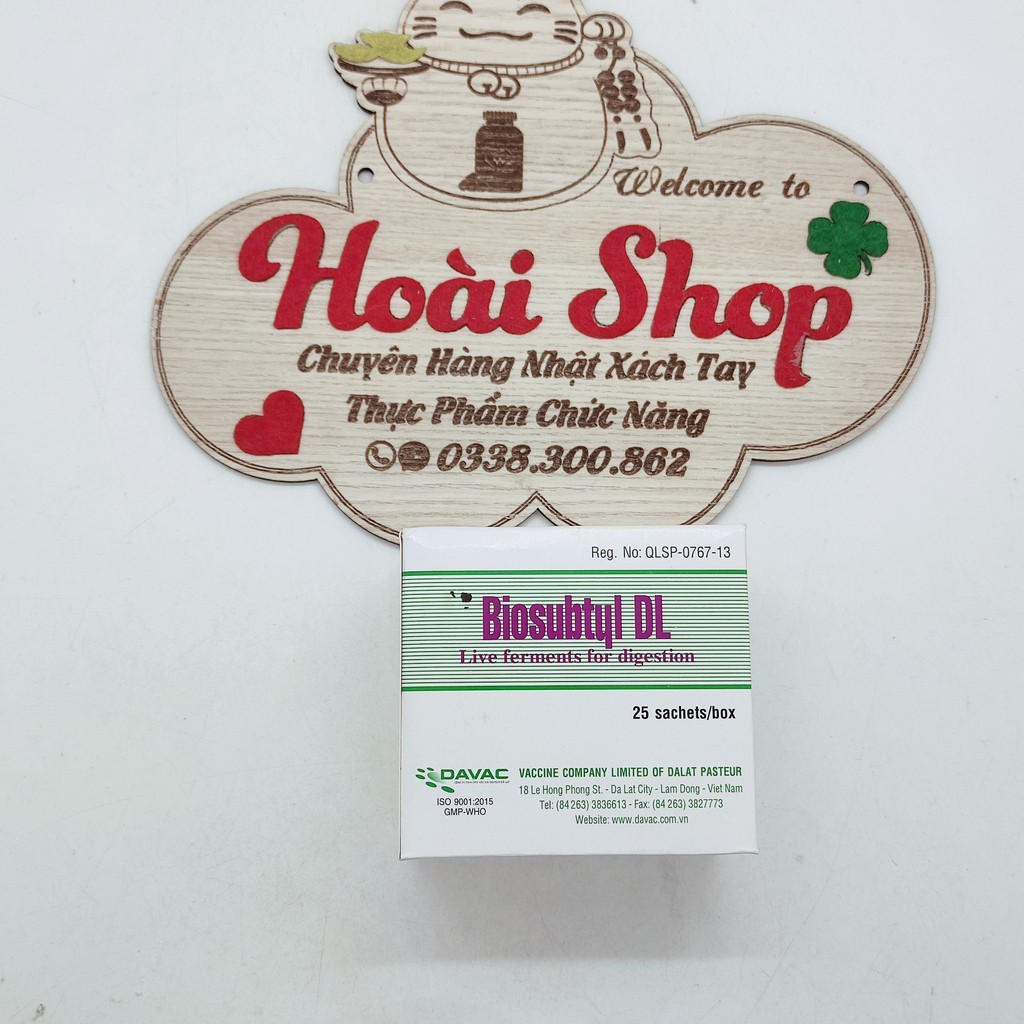 Welcome to
Hoài Shop
Chuyên Hàng Nhật Xách Tay
Thực Phẩm Chức Năng
0338.300.862
Reg. No: QLSP-0767-13
Biosubtyl DL
Live ferments for digestion
25 sachets/box
DAVAC
ISO 9001:2015
GMP-WHO
VACCINE COMPANY LIMITED OF DALAT PASTEUR
18 Le Hong Phong St. - Da Lat City - Lam Dong - Viet Nam
Tel: (84 263) 3836613 - Fax: (84 263) 3827773
Website: www.davac.com.vn